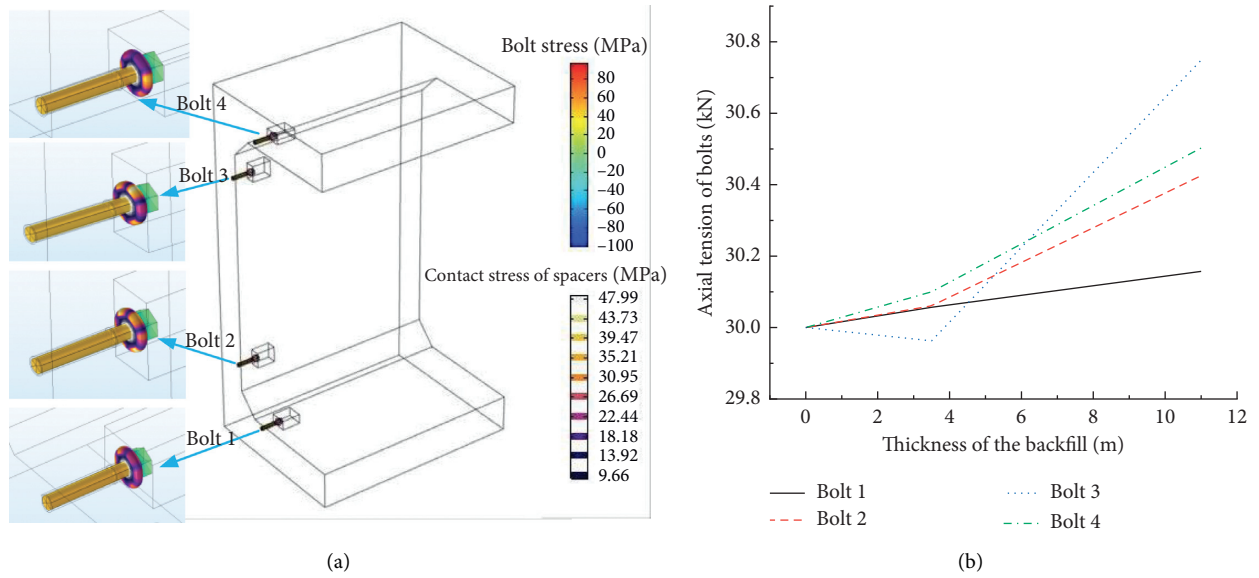 Bolt 4
Bolt 3
Bolt 2
Bolt 1
Bolt stress (MPa)
80
60
40
20
0
−20
−40
−60
−80
−100
Contact stress of spacers (MPa)
47.99
43.73
39.47
35.21
30.95
26.69
22.44
18.18
13.92
9.66
(a)
Axial tension of bolts (kN)
30.8
30.6
30.4
30.2
30.0
29.8
0 2 4 6 8 10 12
Thickness of the backfill (m)
Bolt 1
Bolt 2
Bolt 3
Bolt 4
(b)